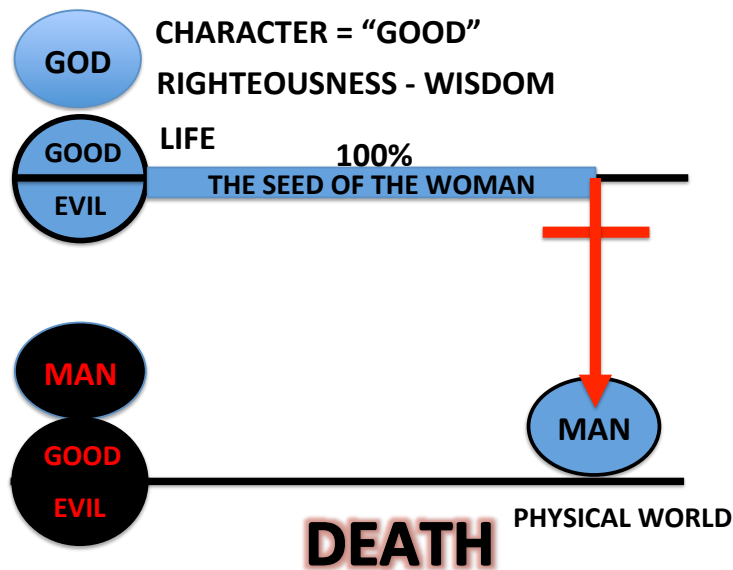 CHARACTER = “GOOD”
GOD
RIGHTEOUSNESS - WISDOM
LIFE
100%
GOOD
THE SEED OF THE WOMAN
EVIL
MAN
MAN
GOOD
EVIL
PHYSICAL WORLD
DEATH